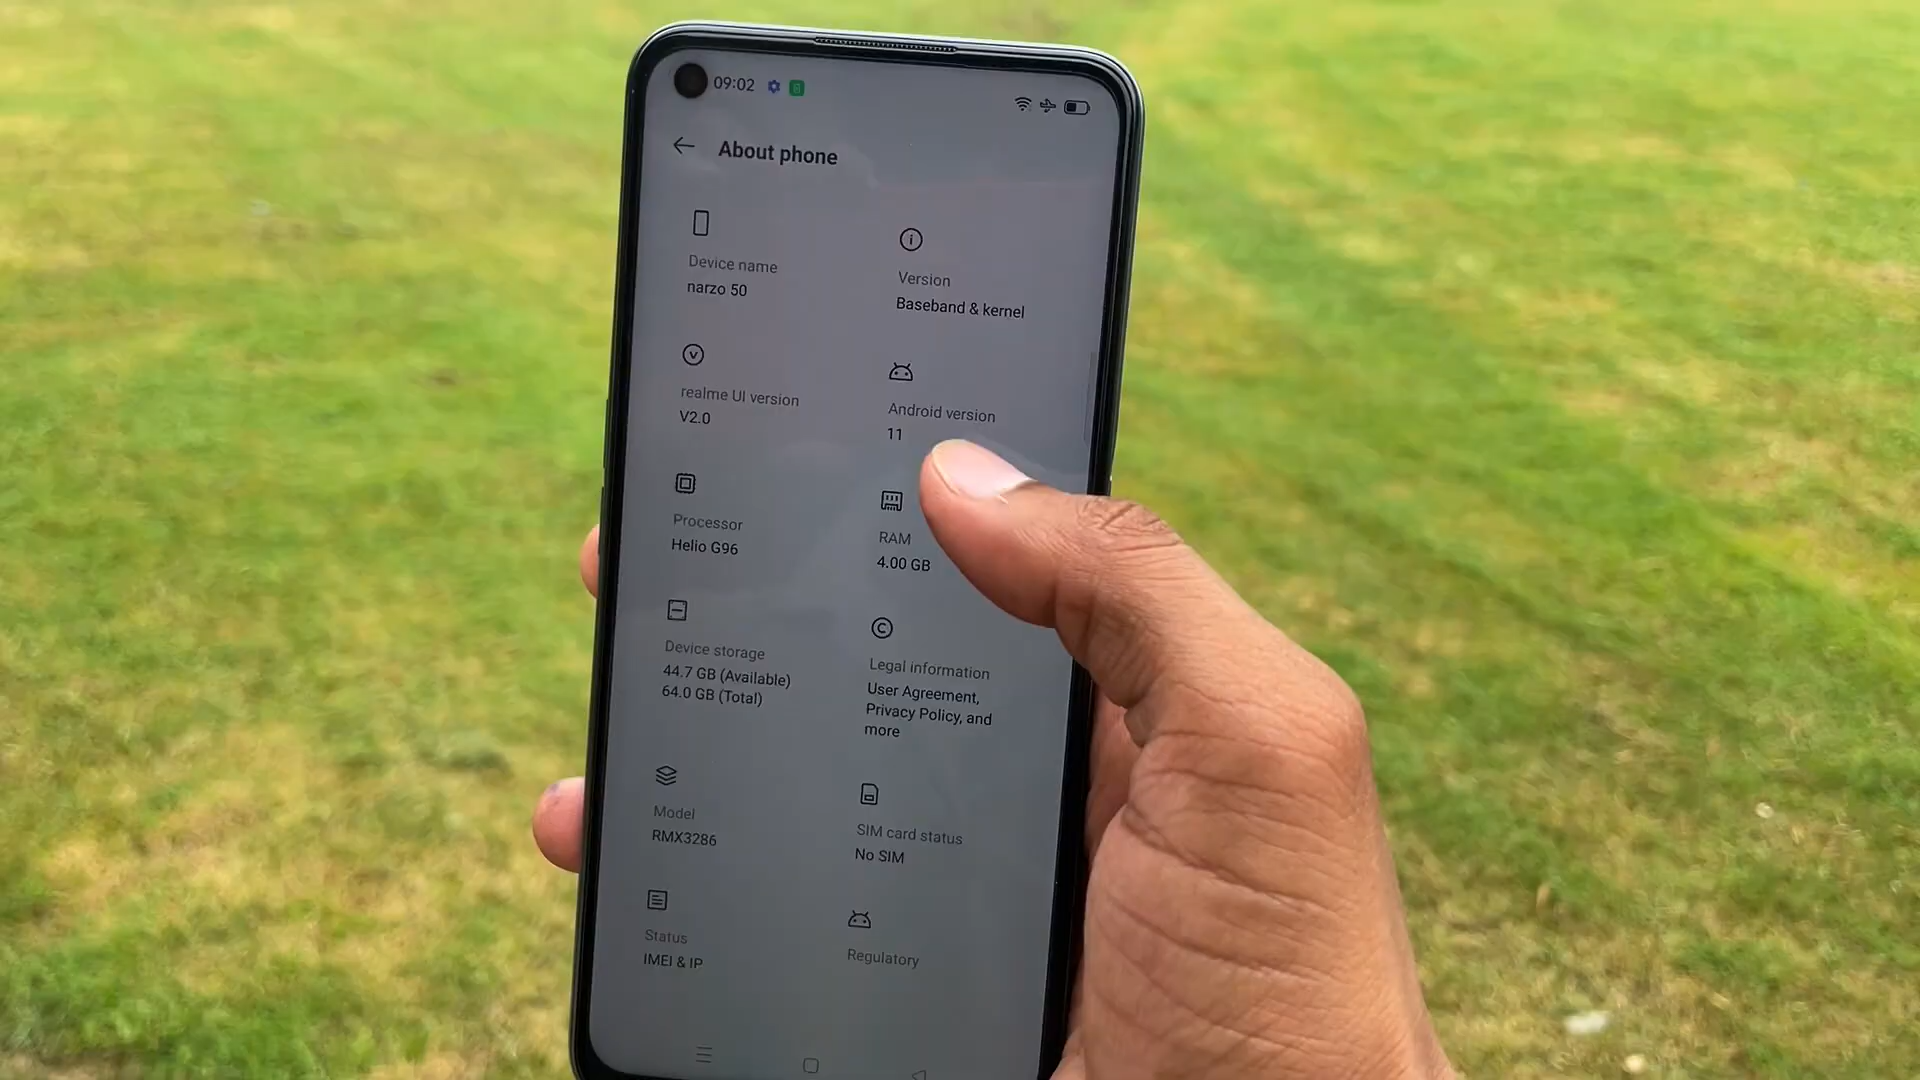 09:02
About phone
Device name
narzo 50
Version
Baseband & kernel
realme UI version
V2.0
Android version
11
Processor
Helio G96
RAM
4.00 GB
Device storage
44.7 GB (Available)
64.0 GB (Total)
Legal information
User Agreement,
Privacy Policy, and
more
Model
RMX3286
SIM card status
No SIM
Status
IMEI & IP
Regulatory